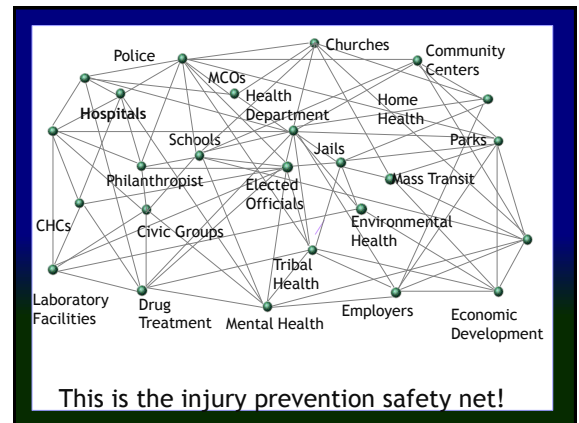 Police
Churches
Community
Centers
MCOs
Health
Department
Home
Health
Hospitals
Schools
Jails
Parks
Philanthropist
Elected
Officials
Mass Transit
CHCs
Civic Groups
Environmental
Health
Tribal
Health
Laboratory
Facilities
Drug
Treatment
Mental Health
Employers
Economic
Development
This is the injury prevention safety net!